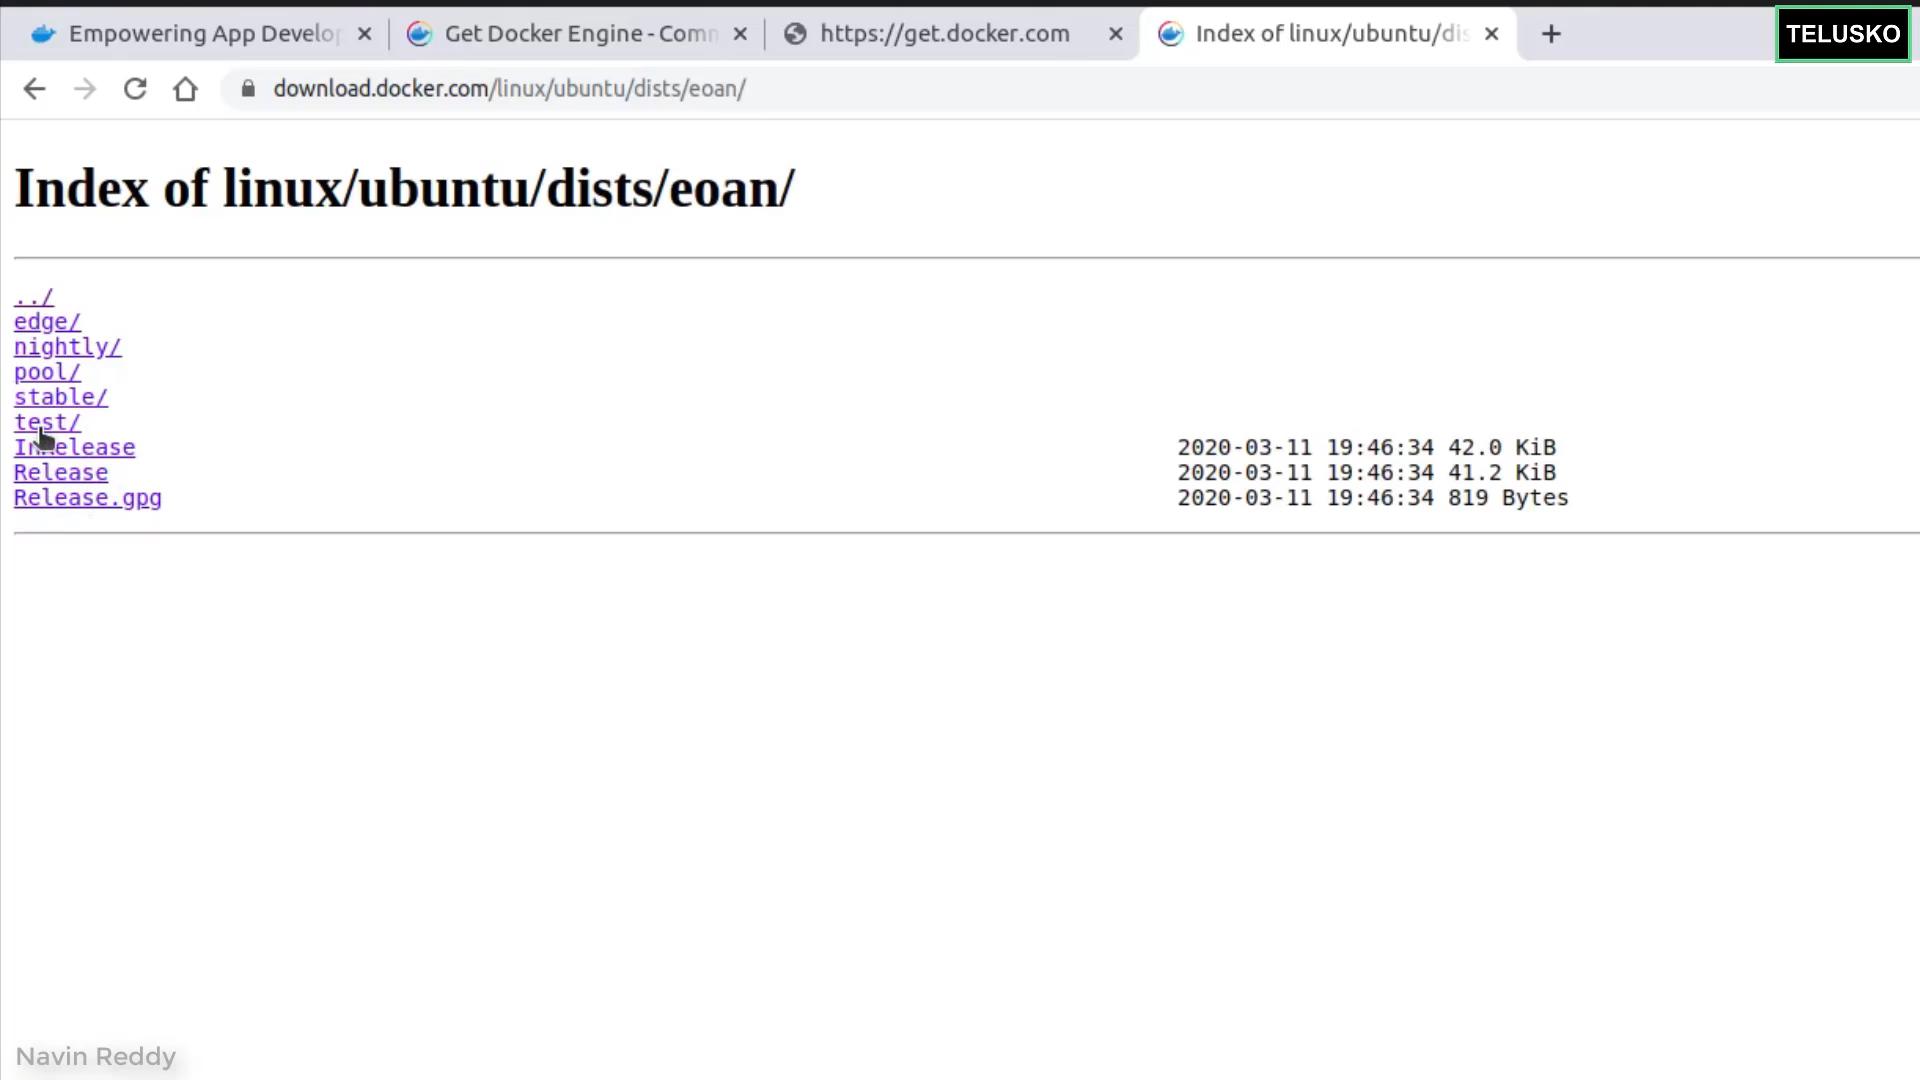 Empowering App Develop
Get Docker Engine - Comm
https://get.docker.com
Index of linux/ubuntu/dis
TELUSKO
download.docker.com/linux/ubuntu/dists/eoan/
Index of linux/ubuntu/dists/eoan/
../
edge/
nightly/
pool/
stable/
test/
InRelease 2020-03-11 19:46:34 42.0 KiB
Release 2020-03-11 19:46:34 41.2 KiB
Release.gpg 2020-03-11 19:46:34 819 Bytes
Navin Reddy